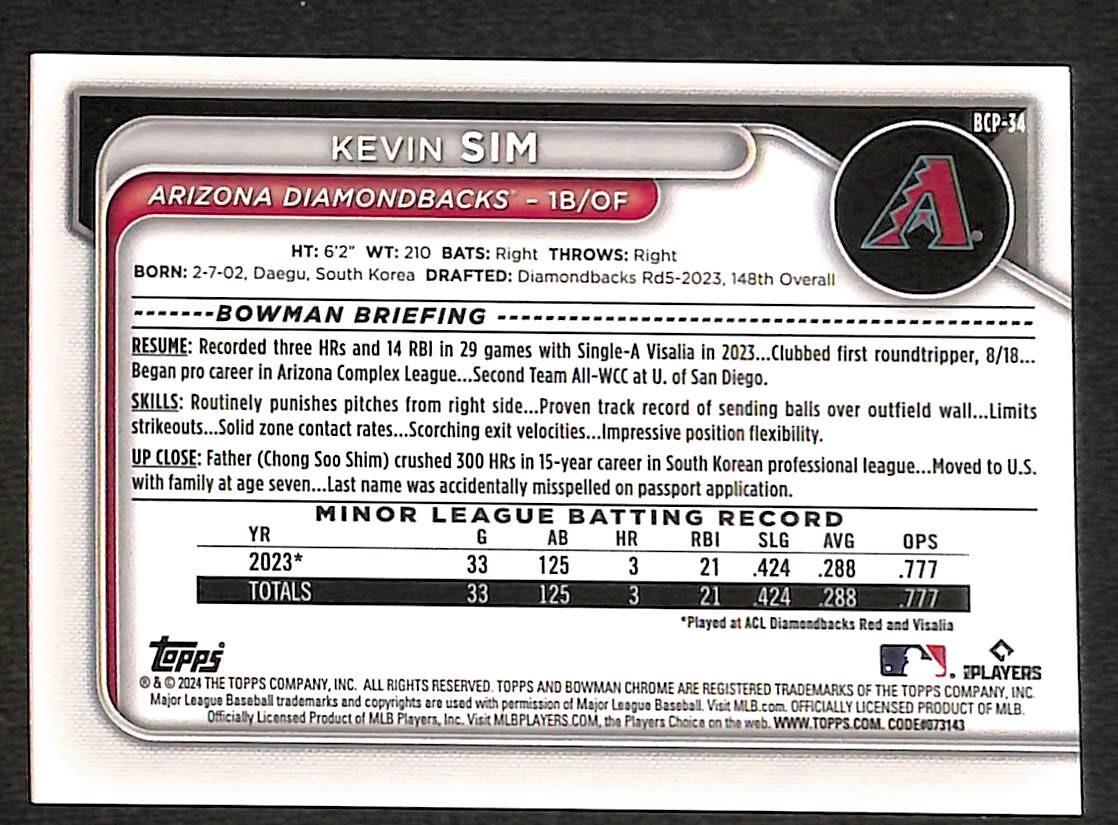 BCP-34
KEVIN SIM
ARIZONA DIAMONDBACKS - 1B/OF
HT: 6'2" WT: 210 BATS: Right THROWS: Right
BORN: 2-7-02, Daegu, South Korea DRAFTED: Diamondbacks Rd5-2023, 148th Overall
BOWMAN BRIEFING
RESUME: Recorded three HRs and 14 RBI in 29 games with Single-A Visalia in 2023...Clubbed first roundtripper, 8/18...
Began pro career in Arizona Complex League...Second Team All-WCC at U. of San Diego.
SKILLS: Routinely punishes pitches from right side...Proven track record of sending balls over outfield wall...Limits
strikeouts...Solid zone contact rates...Scorching exit velocities...Impressive position flexibility.
UP CLOSE: Father (Chong Soo Shim) crushed 300 HRs in 15-year career in South Korean professional league...Moved to U.S.
with family at age seven...Last name was accidentally misspelled on passport application.
MINOR LEAGUE BATTING RECORD
YR G AB HR RBI SLG AVG OPS
2023* 33 125 3 21 .424 .288 .777
TOTALS 33 125 3 21 .424 .288 .777
*Played at ACL Diamondbacks Red and Visalia
topps
PLAYERS
® & © 2024 THE TOPPS COMPANY, INC. ALL RIGHTS RESERVED. TOPPS AND BOWMAN CHROME ARE REGISTERED TRADEMARKS OF THE TOPPS COMPANY, INC.
Major League Baseball trademarks and copyrights are used with permission of Major League Baseball. Visit MLB.com. OFFICIALLY LICENSED PRODUCT OF MLB.
Officially Licensed Product of MLB Players, Inc. Visit MLBPLAYERS.COM, the Players Choice on the web. WWW.TOPPS.COM. CODE#073143